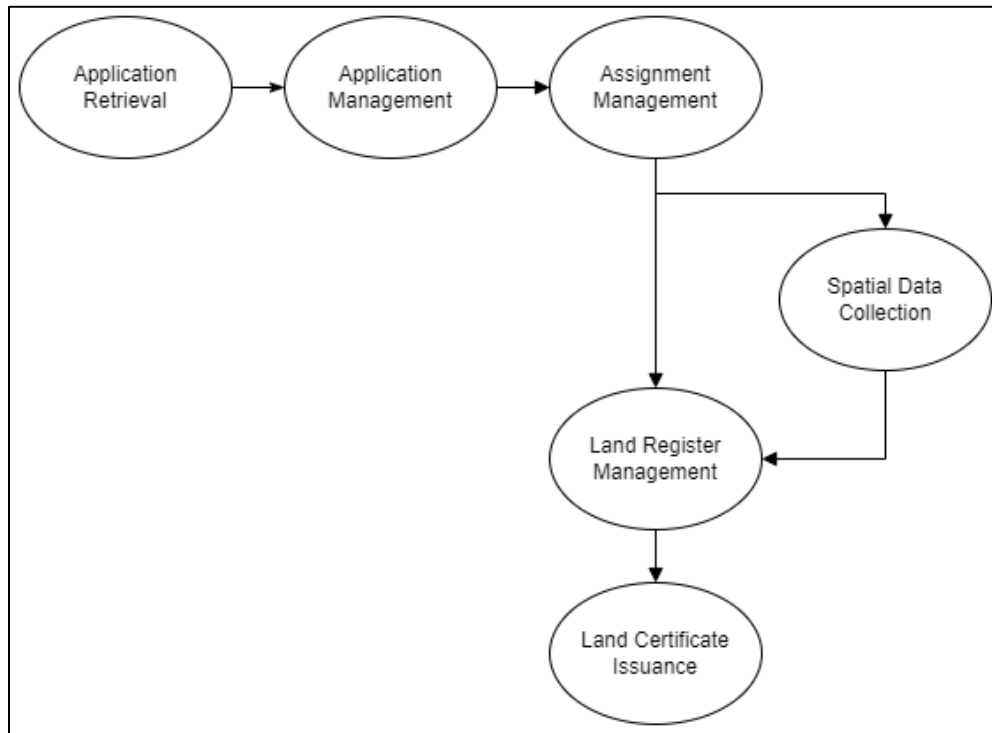 Application
Retrieval
Application
Management
Assignment
Management
Spatial Data
Collection
Land Register
Management
Land Certificate
Issuance